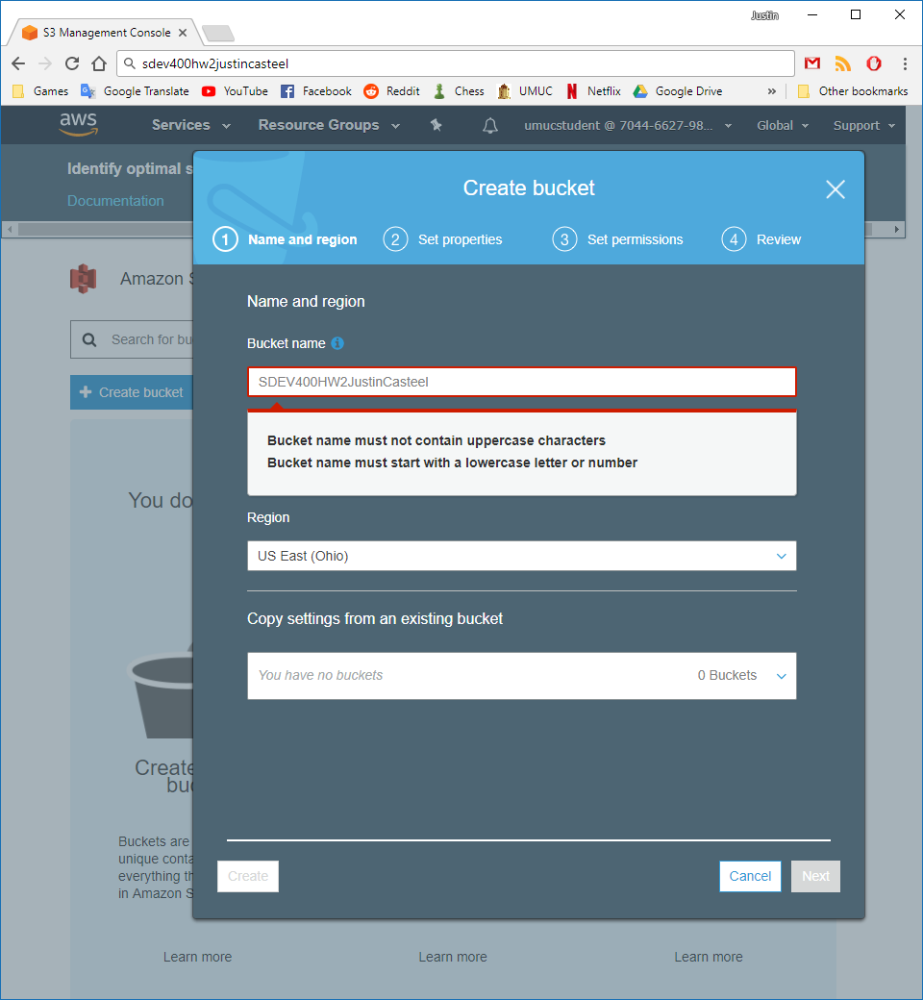 Justin
S3 Management Console
sdev400hw2justincasteel
Games Google Translate YouTube Facebook Reddit Chess UMUC Netflix Google Drive » Other bookmarks
aws Services Resource Groups umucstudent @ 7044-6627-98... Global Support
Identify optimal s
Documentation
Create bucket
1 Name and region 2 Set properties 3 Set permissions 4 Review
Amazon S
Search for bu
Create bucket
Name and region
Bucket name
SDEV400HW2JustinCasteel
Bucket name must not contain uppercase characters
Bucket name must start with a lowercase letter or number
Region
US East (Ohio)
Copy settings from an existing bucket
You have no buckets 0 Buckets
You do
Create
buc
Buckets are
unique conta
everything th
in Amazon S
Create Cancel Next
Learn more Learn more Learn more